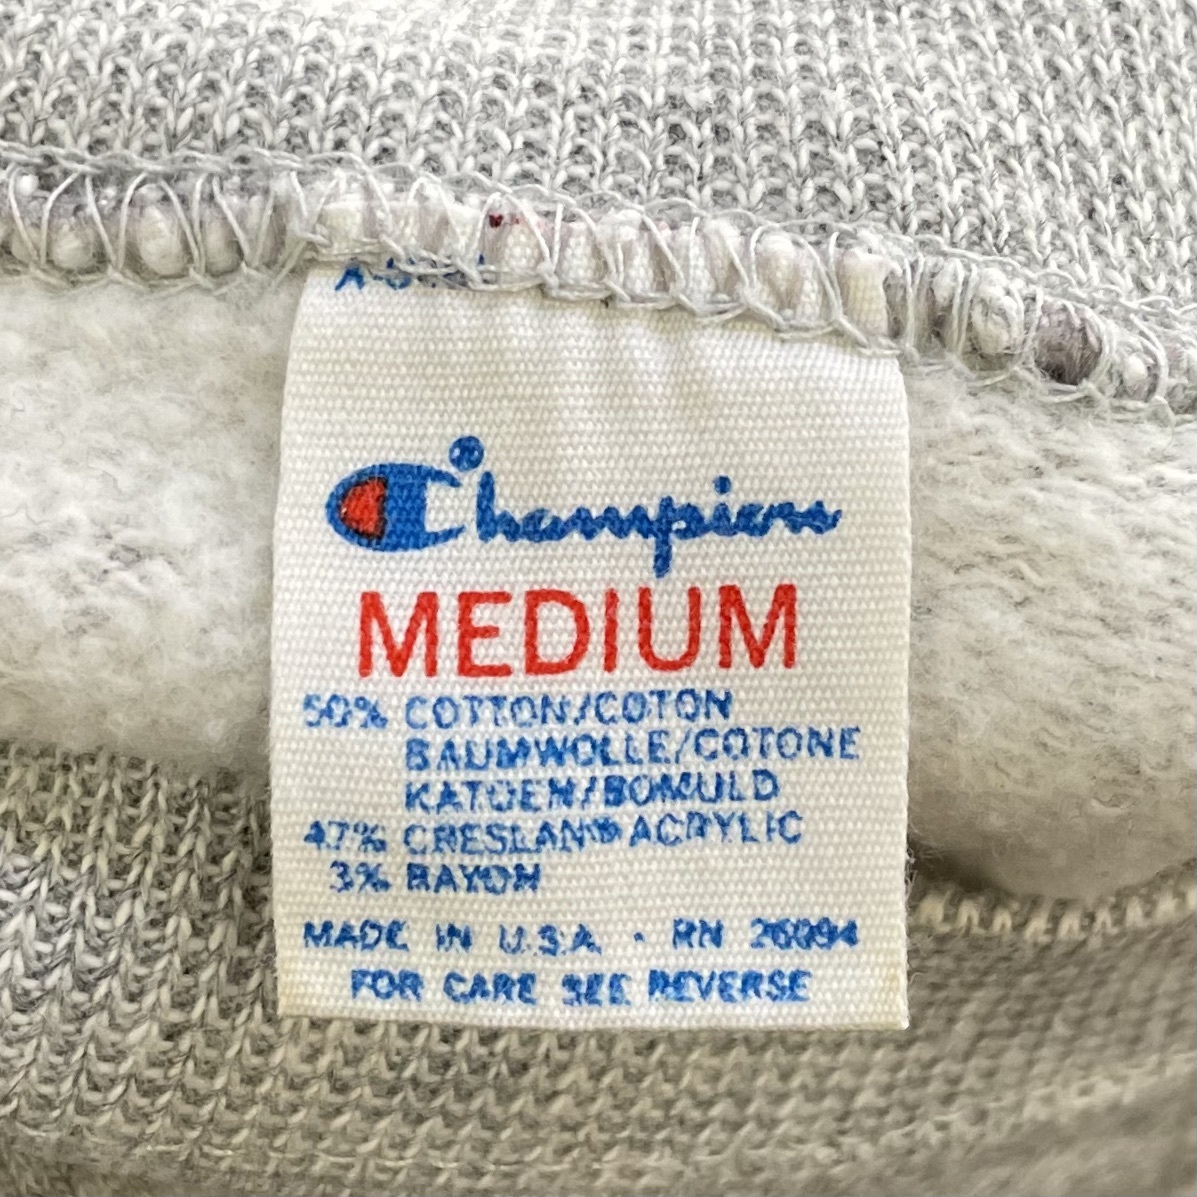 Champion
MEDIUM
50% COTTON/COTON
BAUMWOLLE/COTONE
KATOEN/BOMULD
47% CRESLAN® ACRYLIC
3% RAYON
MADE IN U.S.A. · RN 26094
FOR CARE SEE REVERSE